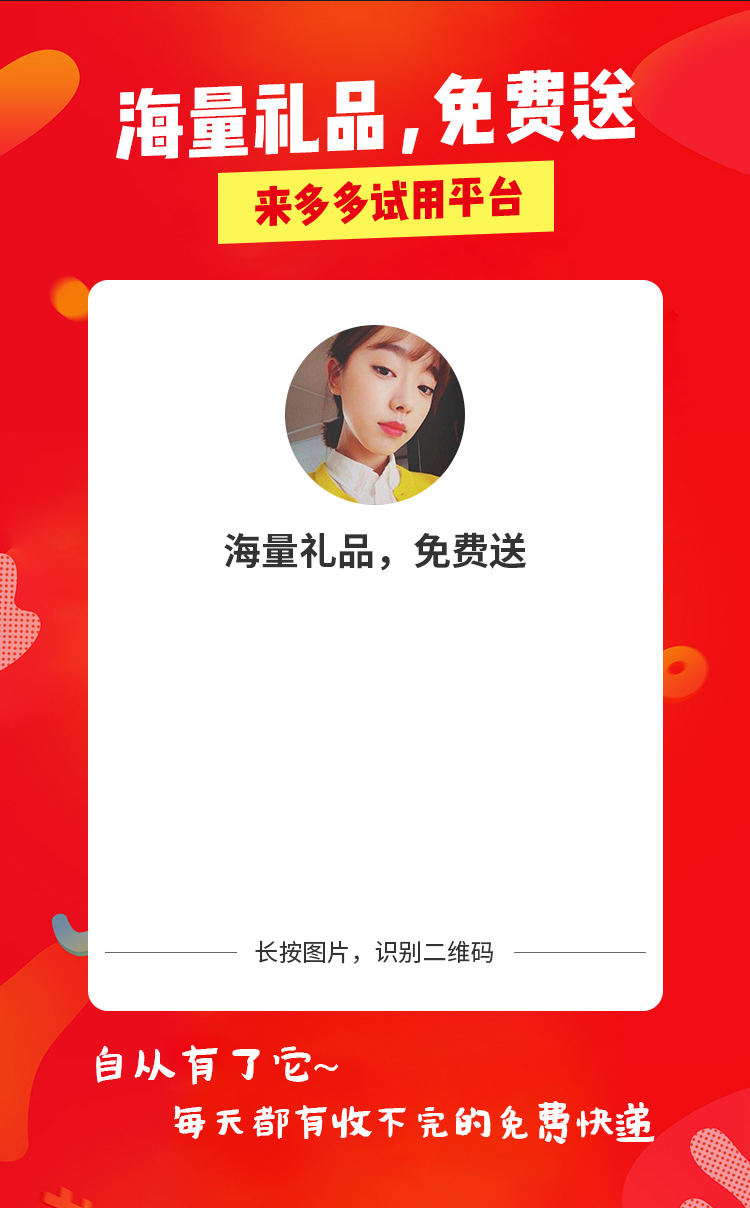 海量礼品,免费送
来多多试用平台
海量礼品，免费送
长按图片，识别二维码
自从有了它~
每天都有收不完的免费快递